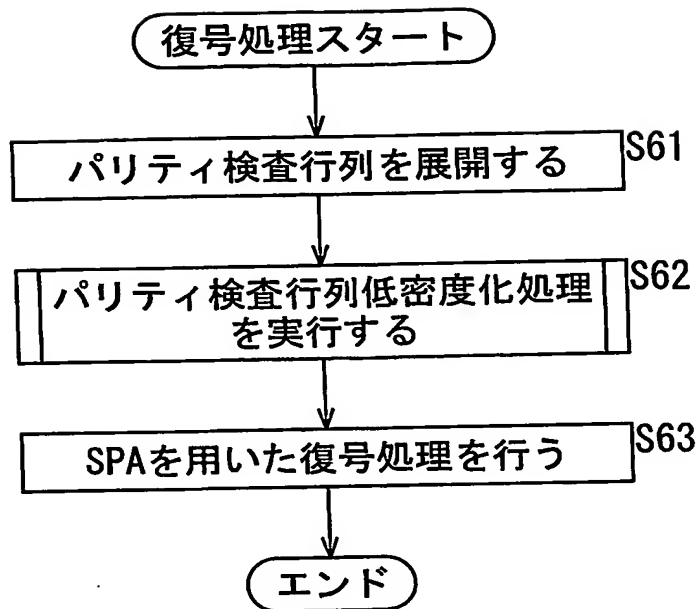 復号処理スタート
パリティ検査行列を展開する
S61
パリティ検査行列低密度化処理
を実行する
S62
SPAを用いた復号処理を行う
S63
エンド